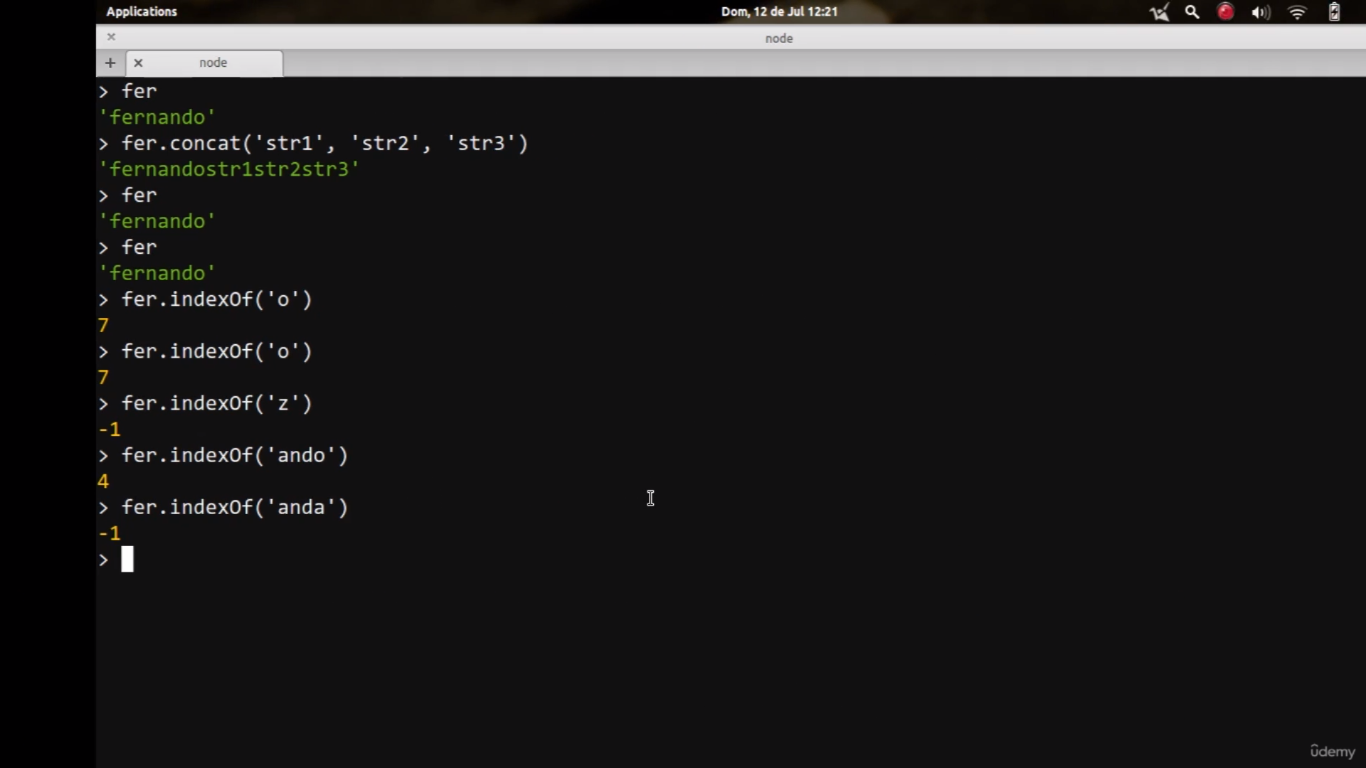 Applications
Dom, 12 de Jul 12:21
node
node
> fer
'fernando'
> fer.concat('str1', 'str2', 'str3')
'fernandostr1str2str3'
> fer
'fernando'
> fer
'fernando'
> fer.indexOf('o')
7
> fer.indexOf('o')
7
> fer.indexOf('z')
-1
> fer.indexOf('ando')
4
> fer.indexOf('anda')
-1
>
ûdemy